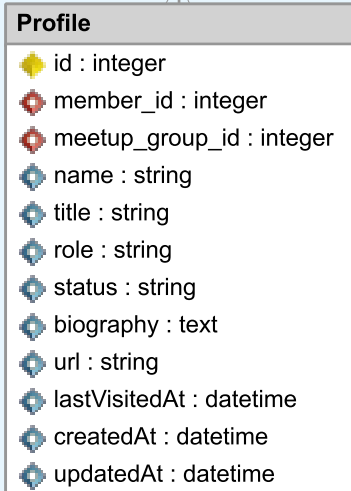 Profile
id : integer
member_id : integer
meetup_group_id : integer
name : string
title : string
role : string
status : string
biography : text
url : string
lastVisitedAt : datetime
createdAt : datetime
updatedAt : datetime